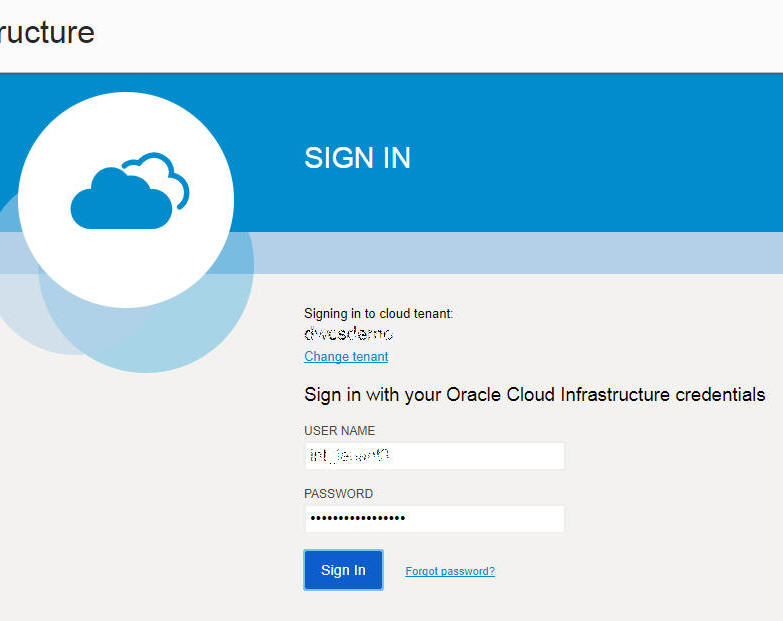 ructure
SIGN IN
Signing in to cloud tenant:
dwcsdemo
Change tenant
Sign in with your Oracle Cloud Infrastructure credentials
USER NAME
PASSWORD
•••••••••••••••••
Sign In Forgot password?